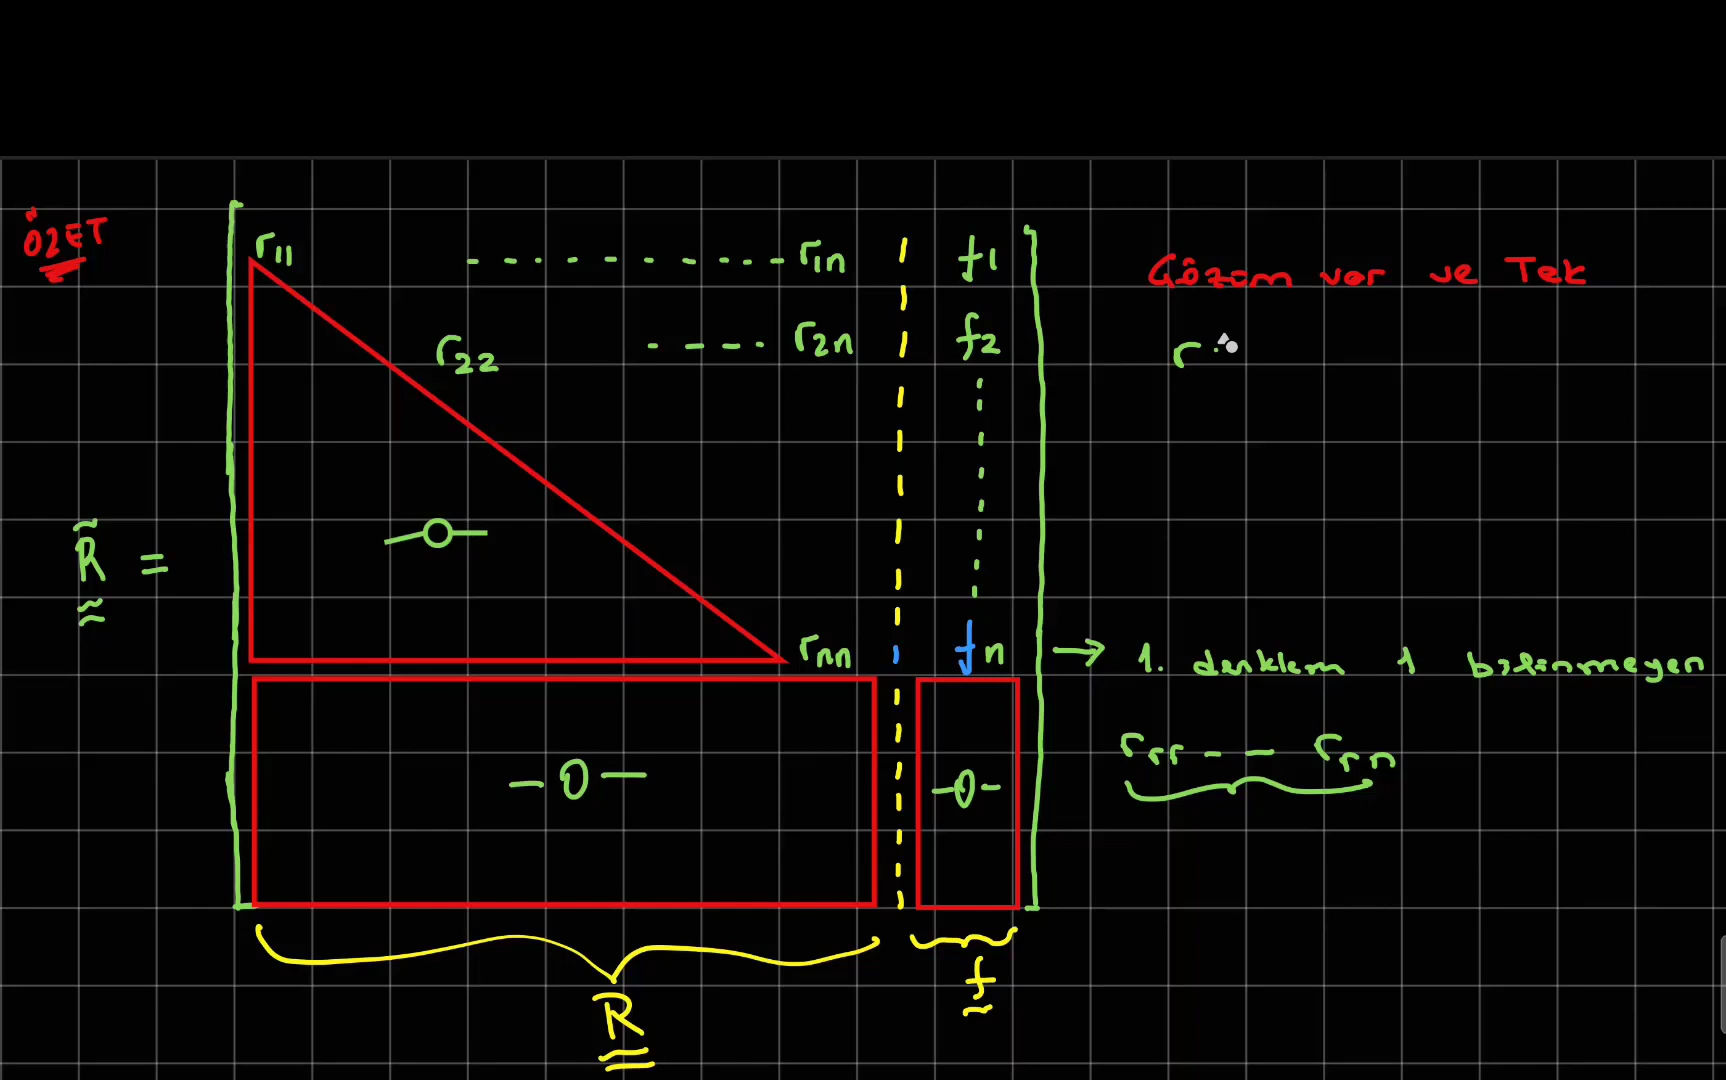 ÖZET
r11 ------- r1n f1
Çözüm var ve Tek
r22 ---- r2n f2
r
-0-
R̃ =
rnn fn → 1. denklem 1 bilinmeyen
rrr -- rrn
-0- -0-
R f